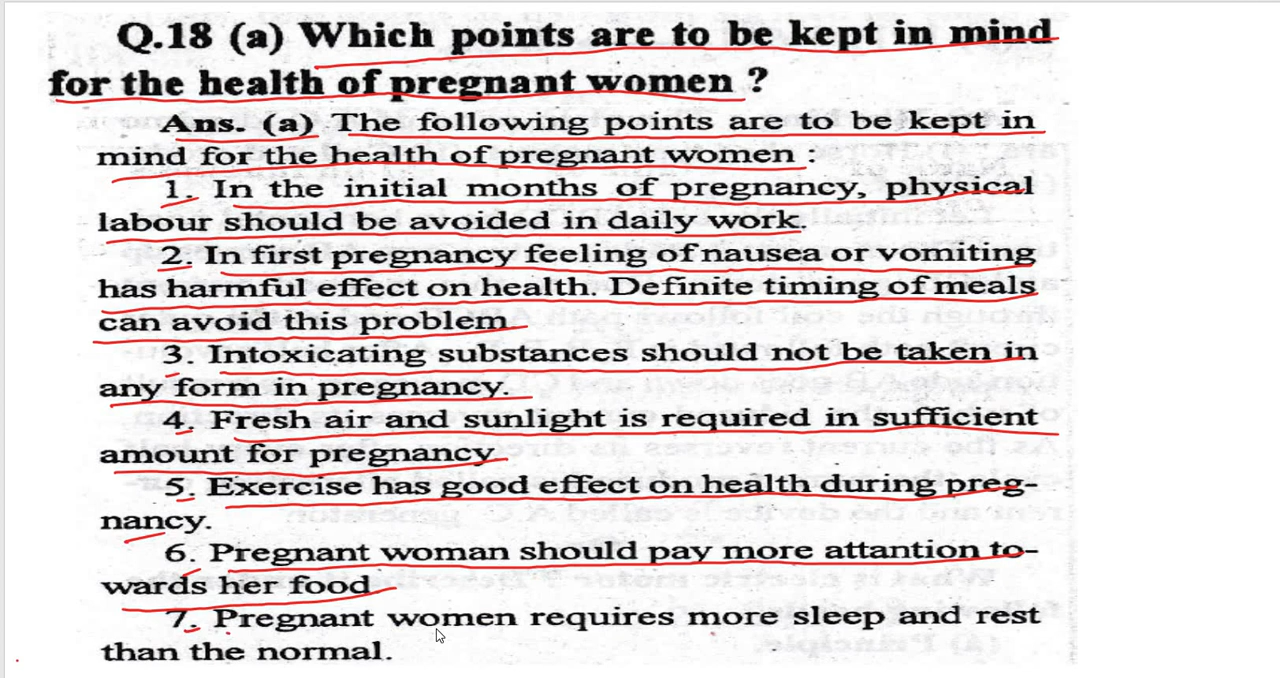 Q.18 (a) Which points are to be kept in mind
for the health of pregnant women ?
Ans. (a) The following points are to be kept in
mind for the health of pregnant women :
1. In the initial months of pregnancy, physical
labour should be avoided in daily work.
2. In first pregnancy feeling of nausea or vomiting
has harmful effect on health. Definite timing of meals
can avoid this problem.
3. Intoxicating substances should not be taken in
any form in pregnancy.
4. Fresh air and sunlight is required in sufficient
amount for pregnancy.
5. Exercise has good effect on health during preg-
nancy.
6. Pregnant woman should pay more attantion to-
wards her food
7. Pregnant women requires more sleep and rest
than the normal.